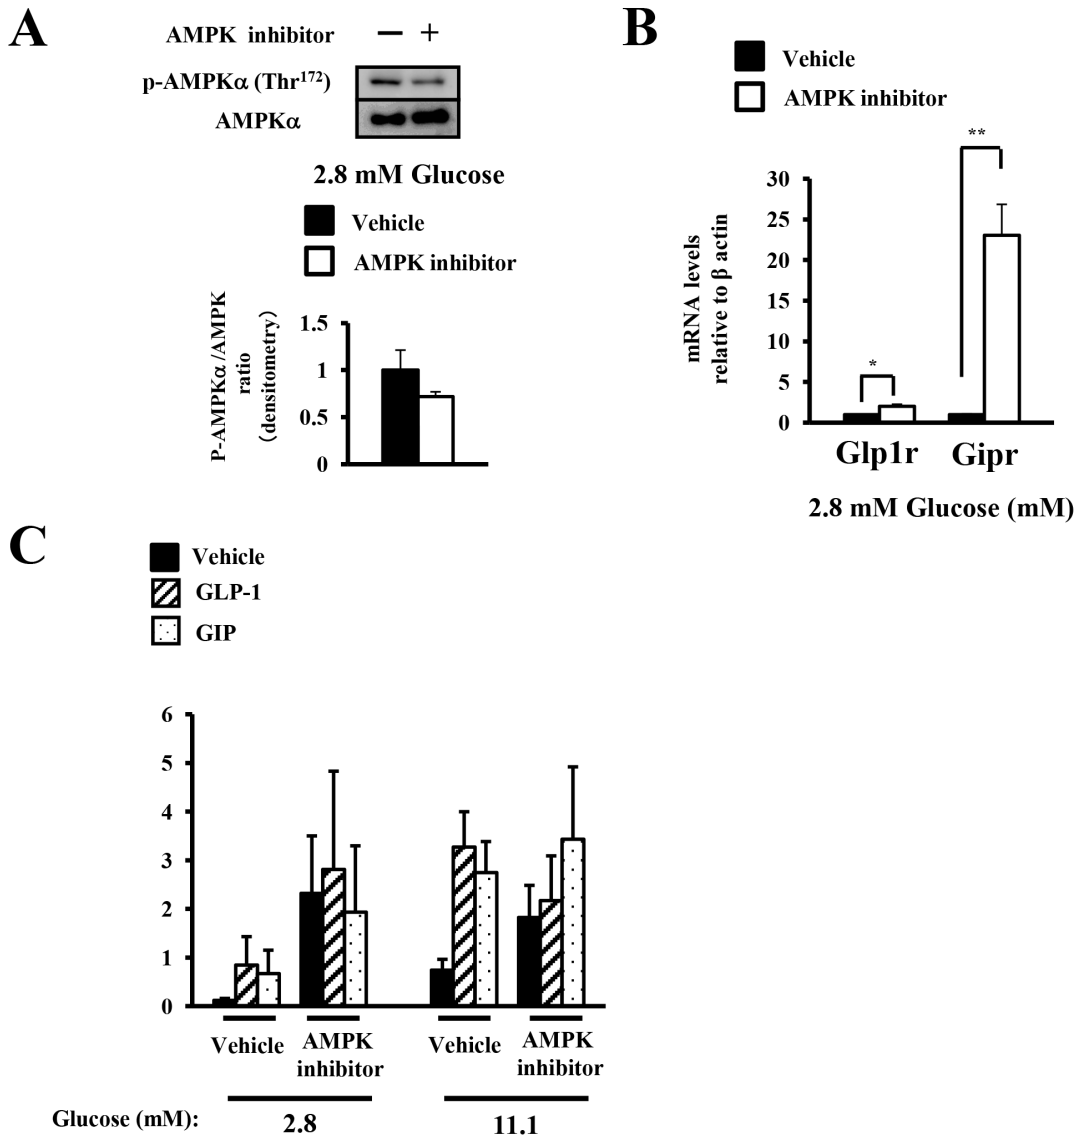 A
AMPK inhibitor − +
p-AMPKα (Thr172)
AMPKα
2.8 mM Glucose
Vehicle
AMPK inhibitor
P-AMPKα/AMPK
ratio
(densitometry)
1.5
1
0.5
0
B
Vehicle
AMPK inhibitor
mRNA levels
relative to β actin
30
25
20
15
10
5
0
*
**
Glp1r Gipr
2.8 mM Glucose (mM)
C
Vehicle
GLP-1
GIP
6
5
4
3
2
1
0
Vehicle AMPK inhibitor Vehicle AMPK inhibitor
Glucose (mM): 2.8 11.1